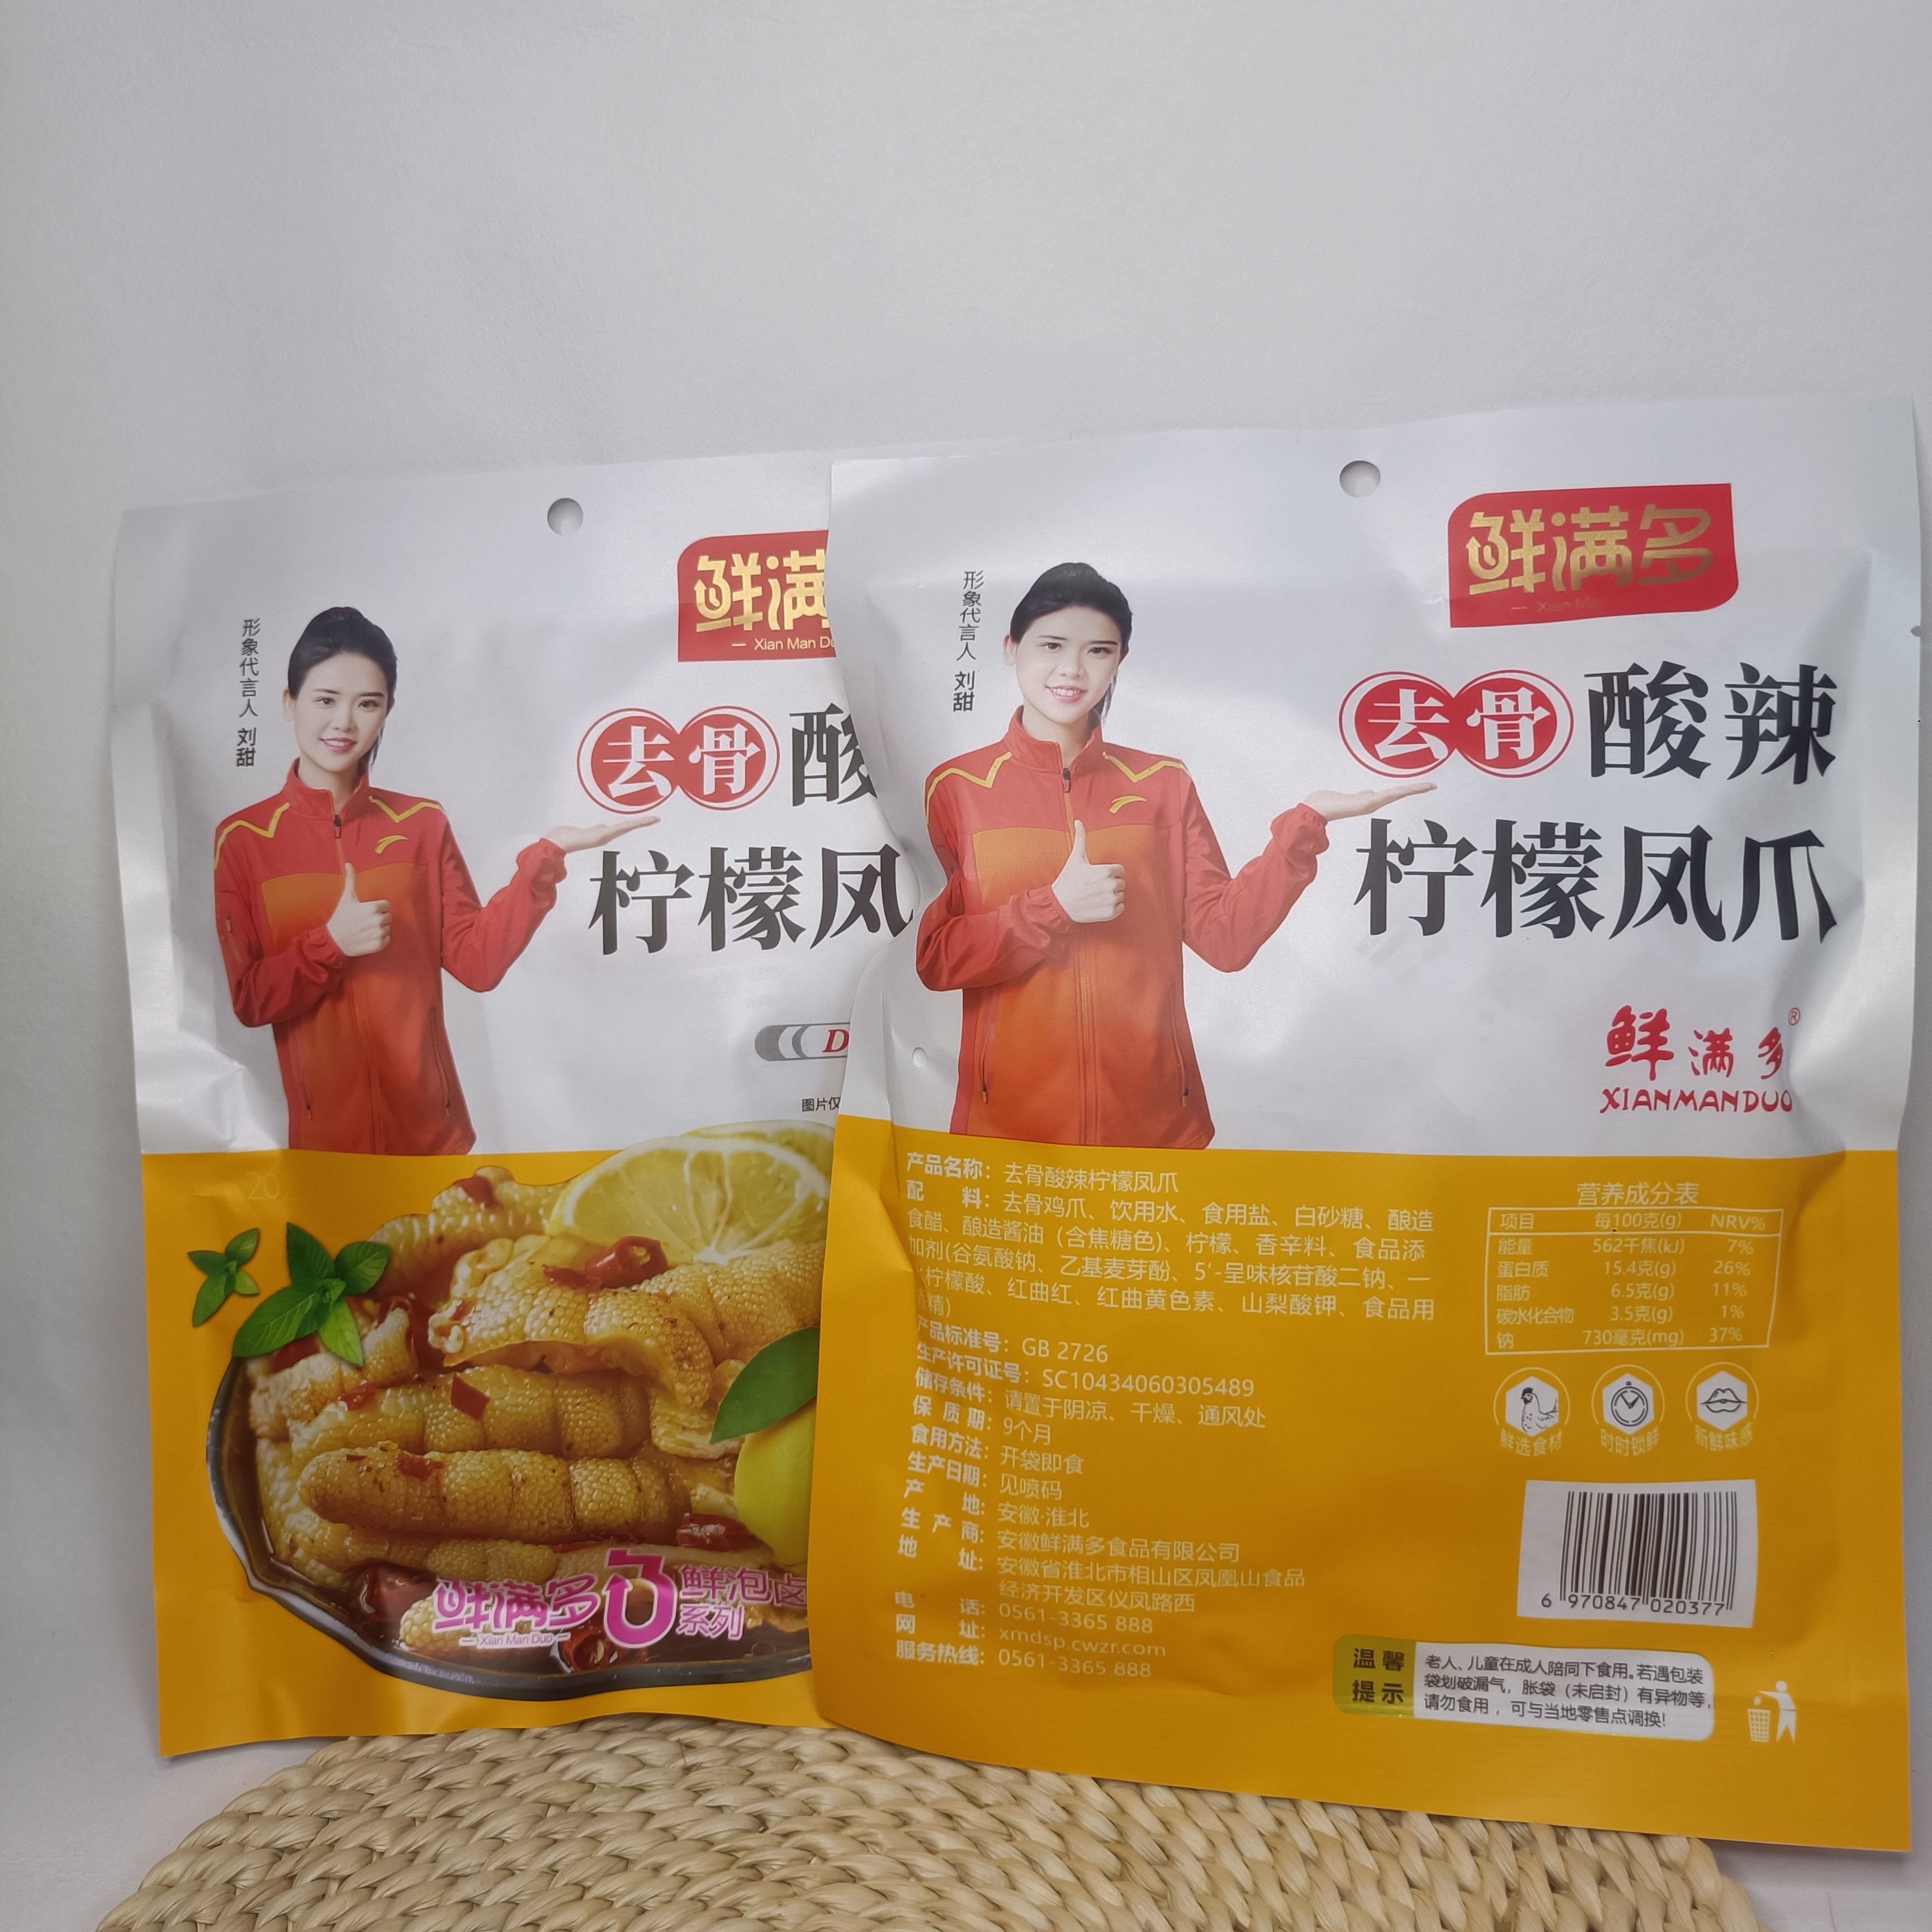 形象代言人 刘甜
鲜满
Xian Man Du
去骨酸
柠檬凤
D
图片仅
202
鲜满多
Xian Man Duo
鲜泡卤
系列
形象代言人 刘甜
鲜满多
Xian Ma
去骨酸辣
柠檬凤爪
鲜满多®
XIANMANDUO
产品名称：去骨酸辣柠檬凤爪
配 料：去骨鸡爪、饮用水、食用盐、白砂糖、酿造
食醋、酿造酱油（含焦糖色）、柠檬、香辛料、食品添
加剂(谷氨酸钠、乙基麦芽酚、5′-呈味核苷酸二钠、一
柠檬酸、红曲红、红曲黄色素、山梨酸钾、食品用
香精)
产品标准号：GB 2726
生产许可证号：SC10434060305489
储存条件：请置于阴凉、干燥、通风处
保 质 期：9个月
食用方法：开袋即食
生产日期：见喷码
产 地：安徽·淮北
生 产 商：安徽鲜满多食品有限公司
地 址：安徽省淮北市相山区凤凰山食品
经济开发区仪凤路西
电 话：0561-3365 888
网 址：xmdsp.cwzr.com
服务热线：0561-3365 888
营养成分表
项目 每100克(g) NRV%
能量 562千焦(kJ) 7%
蛋白质 15.4克(g) 26%
脂肪 6.5克(g) 11%
碳水化合物 3.5克(g) 1%
钠 730毫克(mg) 37%
鲜选食材 时时锁鲜 新鲜味感
6 970847 020377
温馨
提示
老人、儿童在成人陪同下食用。若遇包装
袋划破漏气，胀袋（未启封）有异物等，
请勿食用，可与当地零售点调换!